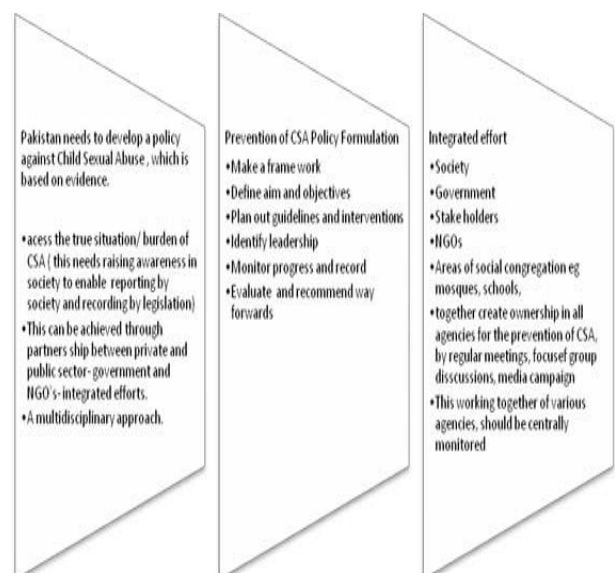 Pakistan needs to develop a policy
against Child Sexual Abuse , which is
based on evidence.
•acess the true situation/ burden of
CSA ( this needs raising awareness in
society to enable reporting by
society and recording by legislation)
•This can be achieved through
partners ship between private and
public sector- government and
NGO's- integrated efforts.
•A multidisciplinary approach.
Prevention of CSA Policy Formulation
•Make a frame work
•Define aim and objectives
•Plan out guidelines and interventions
•Identify leadership
•Monitor progress and record
•Evaluate and recommend way
forwards
Integrated effort
•Society
•Government
•Stake holders
•NGOs
•Areas of social congregation eg
mosques, schools,
•together create ownership in all
agencies for the prevention of CSA,
by regular meetings, focusef group
disscussions, media campaign
•This working together of various
agencies, should be centrally
monitored